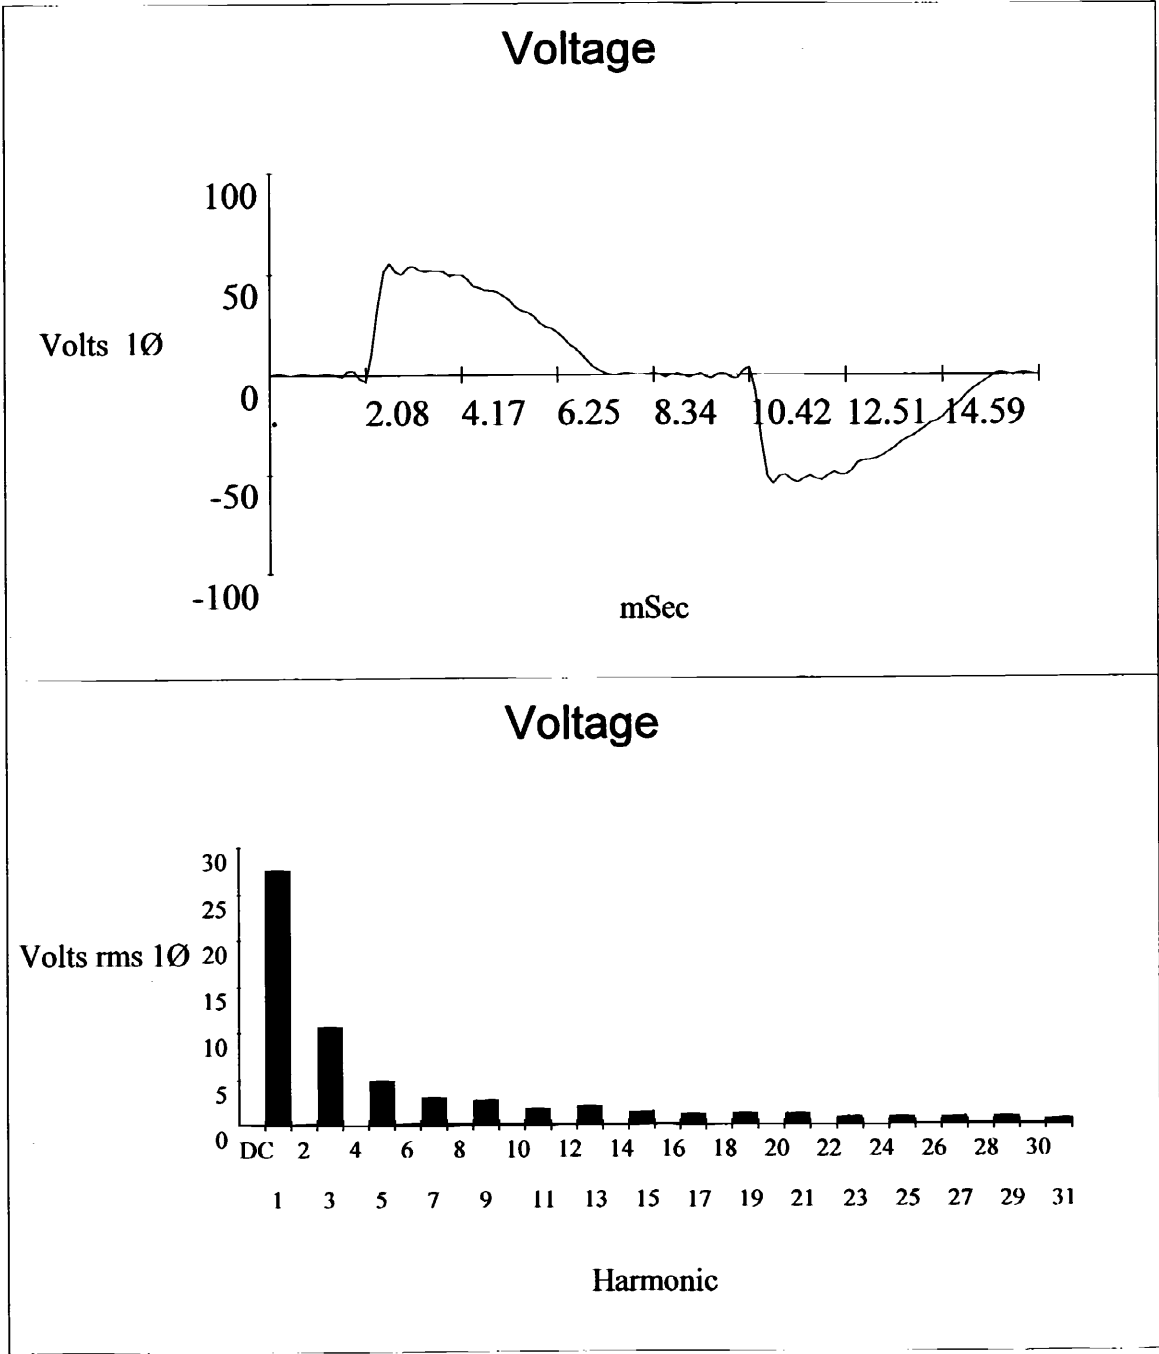 Voltage
100
50
Volts 1Ø
0
. 2.08 4.17 6.25 8.34 10.42 12.51 14.59
-50
-100
mSec
Voltage
30
25
Volts rms 1Ø 20
15
10
5
0
DC 2 4 6 8 10 12 14 16 18 20 22 24 26 28 30
1 3 5 7 9 11 13 15 17 19 21 23 25 27 29 31
Harmonic